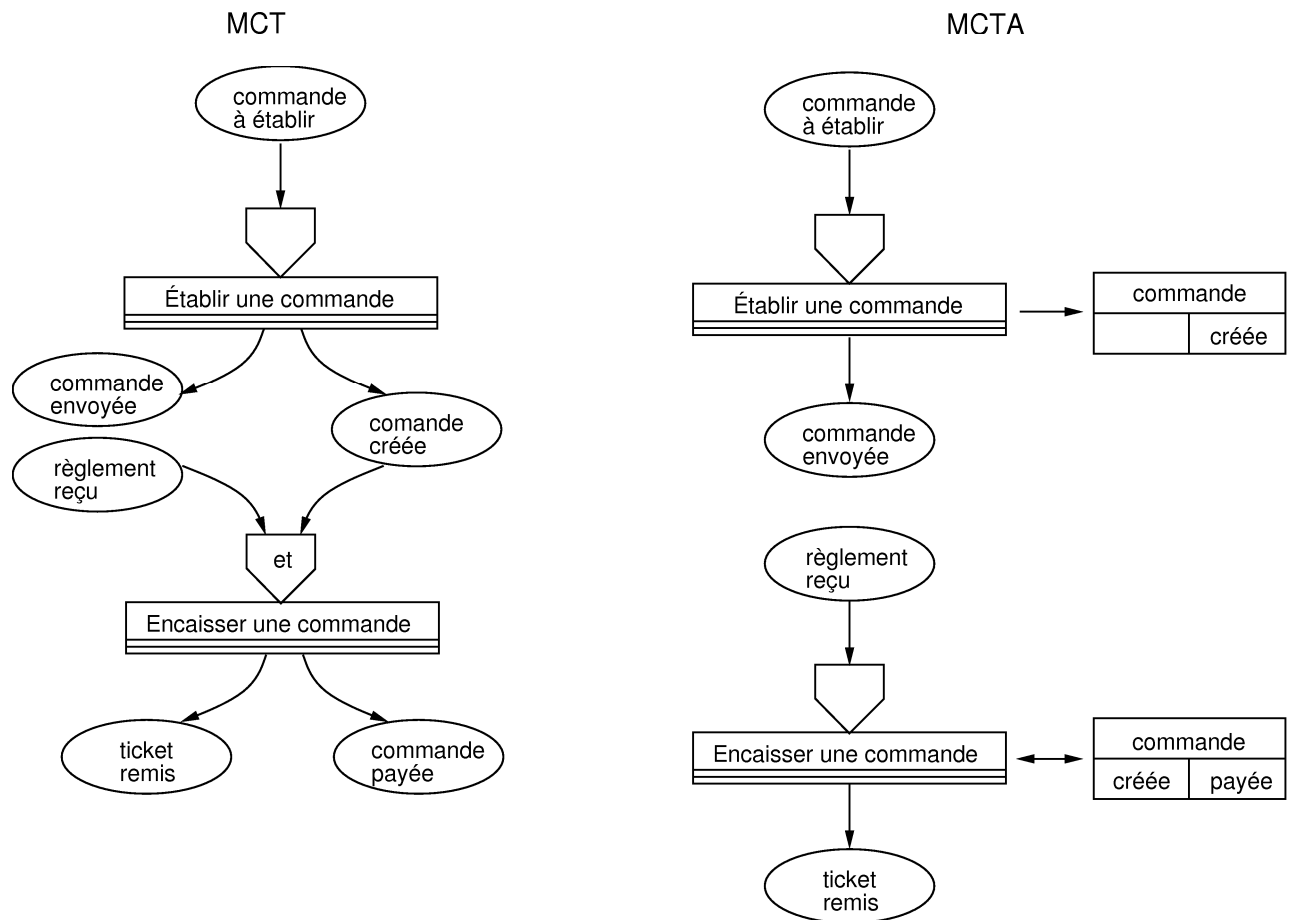 MCT
commande
à établir
Établir une commande
commande
envoyée
comande
créée
règlement
reçu
et
Encaisser une commande
ticket
remis
commande
payée
MCTA
commande
à établir
Établir une commande
commande
créée
commande
envoyée
règlement
reçu
Encaisser une commande
commande
créée
payée
ticket
remis